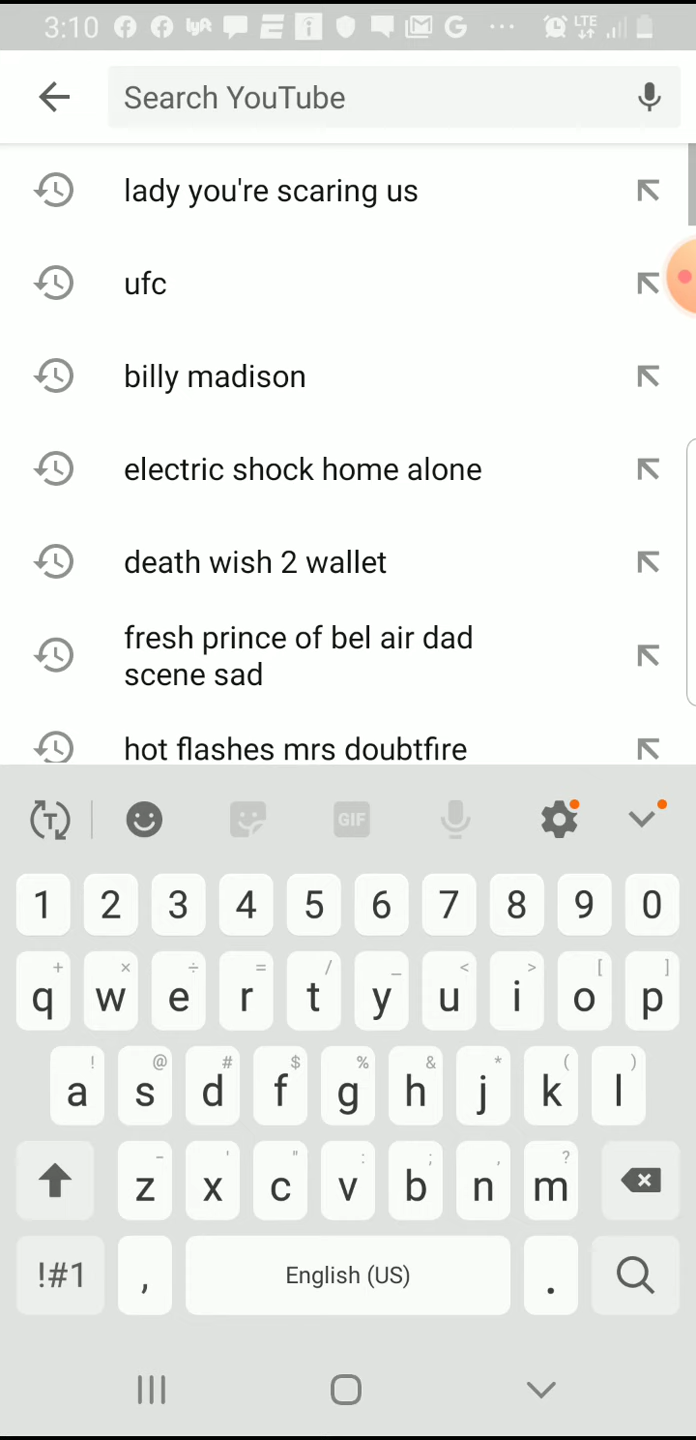 3:10 LTE
Search YouTube
lady you're scaring us
ufc
billy madison
electric shock home alone
death wish 2 wallet
fresh prince of bel air dad
scene sad
hot flashes mrs doubtfire
T GIF
1 2 3 4 5 6 7 8 9 0
+ × ÷ = / _ < > [ ]
q w e r t y u i o p
! @ # $ % & * ( )
a s d f g h j k l
- ' " : ; , ?
z x c v b n m
!#1 , English (US) .